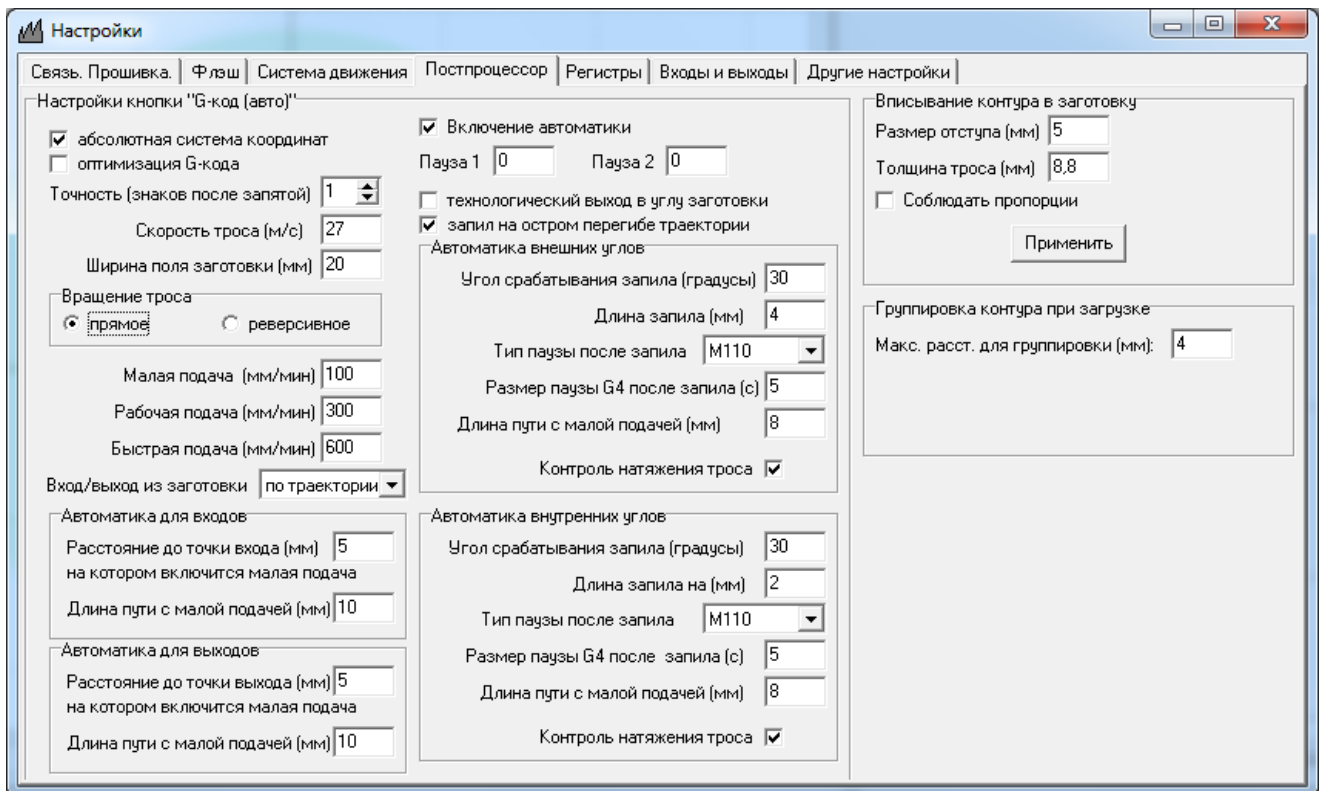 Настройки
Связь. Прошивка. Флэш Система движения Постпроцессор Регистры Входы и выходы Другие настройки
Настройки кнопки "G-код (авто)"
абсолютная система координат
оптимизация G-кода
Точность (знаков после запятой) 1
Скорость троса (м/с) 27
Ширина поля заготовки (мм) 20
Вращение троса
прямое реверсивное
Малая подача (мм/мин) 100
Рабочая подача (мм/мин) 300
Быстрая подача (мм/мин) 600
Вход/выход из заготовки по траектории
Автоматика для входов
Расстояние до точки входа (мм) 5
на котором включится малая подача
Длина пути с малой подачей (мм) 10
Автоматика для выходов
Расстояние до точки выхода (мм) 5
на котором включится малая подача
Длина пути с малой подачей (мм) 10
Включение автоматики
Пауза 1 0 Пауза 2 0
технологический выход в углу заготовки
запил на остром перегибе траектории
Автоматика внешних углов
Угол срабатывания запила (градусы) 30
Длина запила (мм) 4
Тип паузы после запила M110
Размер паузы G4 после запила (с) 5
Длина пути с малой подачей (мм) 8
Контроль натяжения троса
Автоматика внутренних углов
Угол срабатывания запила (градусы) 30
Длина запила на (мм) 2
Тип паузы после запила M110
Размер паузы G4 после запила (с) 5
Длина пути с малой подачей (мм) 8
Контроль натяжения троса
Вписывание контура в заготовку
Размер отступа (мм) 5
Толщина троса (мм) 8,8
Соблюдать пропорции
Применить
Группировка контура при загрузке
Макс. расст. для группировки (мм): 4